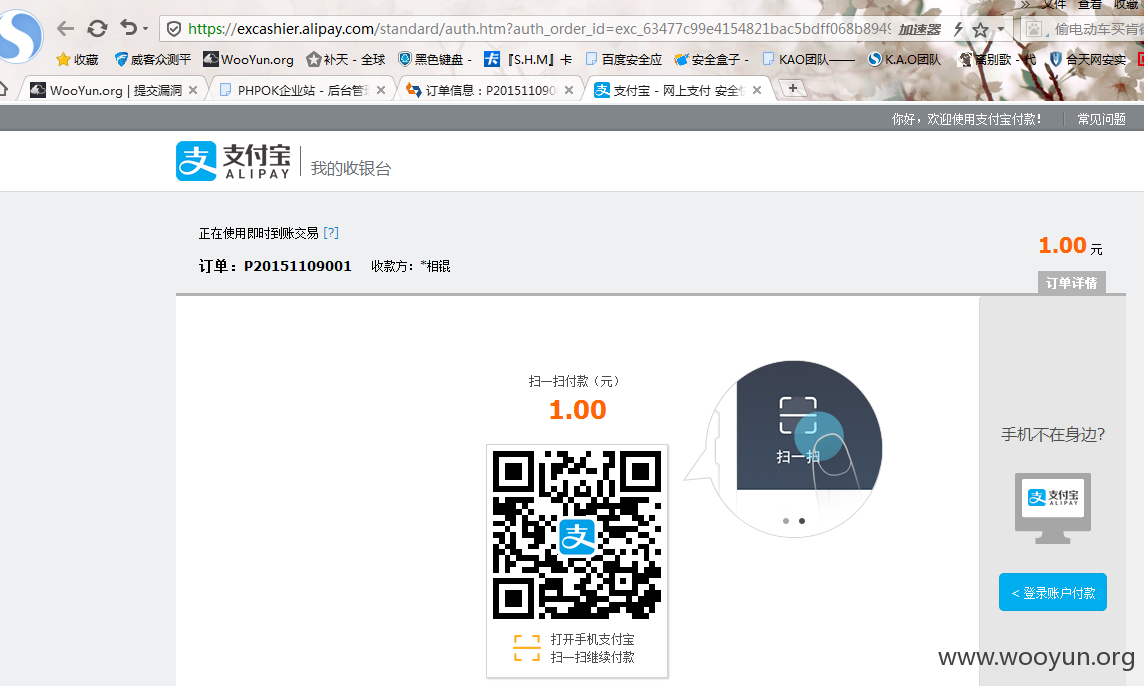 文件 查看 收藏
https://excashier.alipay.com/standard/auth.htm?auth_order_id=exc_63477c99e4154821bac5bdff068b8949 加速器 偷电动车买肯德
收藏 威客众测平 WooYun.org 补天 - 全球 黑色键盘 - 『S.H.M』卡 百度安全应 安全盒子 - KAO团队—— K.A.O团队 离别歌 - 代 合天网安实
WooYun.org | 提交漏洞 PHPOK企业站 - 后台管 订单信息：P201511090 支付宝 - 网上支付 安全
你好，欢迎使用支付宝付款！ 常见问题
支 支付宝 ALIPAY 我的收银台
正在使用即时到账交易 [?]
1.00 元
订单：P20151109001 收款方：*相锟
订单详情
扫一扫付款（元）
1.00
扫一扫
支
打开手机支付宝
扫一扫继续付款
手机不在身边?
支 支付宝
ALIPAY
< 登录账户付款
www.wooyun.org